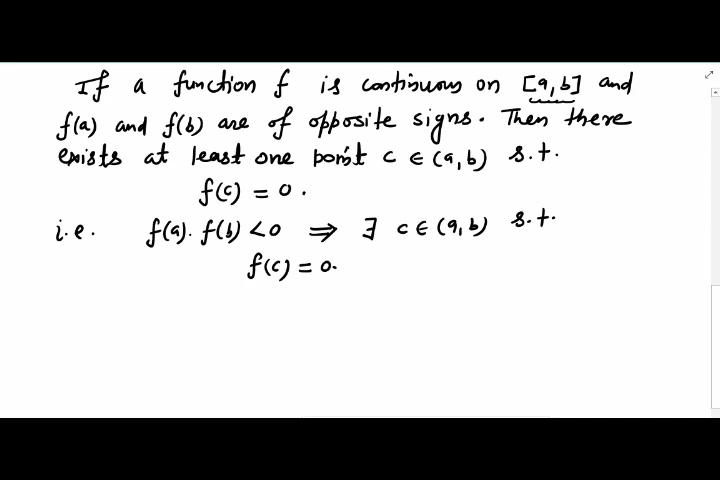 If a function f is continuous on [a,b] and
f(a) and f(b) are of opposite signs. Then there
exists at least one point c ∈ (a,b) s.t.
f(c) = 0.
i.e. f(a). f(b) < 0 ⇒ ∃ c ∈ (a,b) s.t.
f(c) = 0.